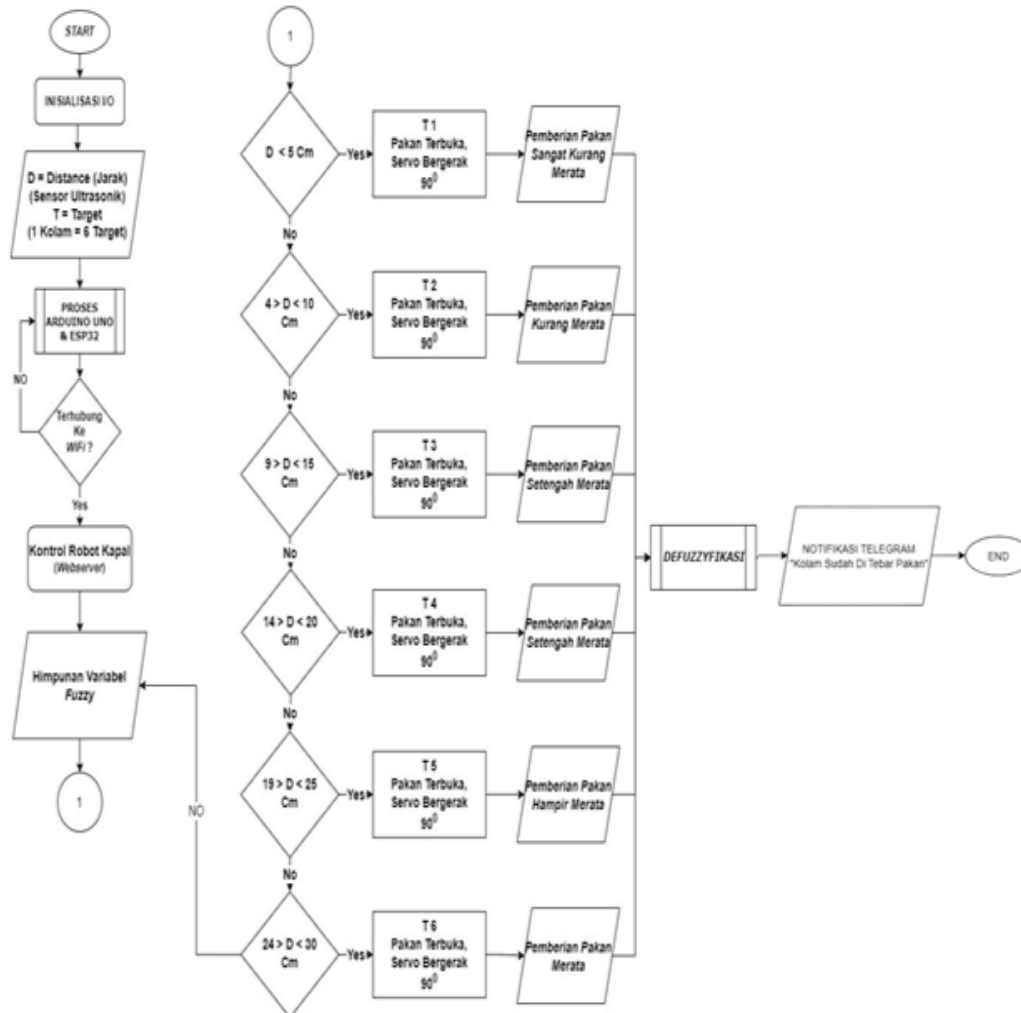 START
INISIALISASI I/O
D = Distance (Jarak)
(Sensor Ultrasonik)
T = Target
(1 Kolam = 6 Target)
PROSES
ARDUINO UNO
& ESP32
NO
Terhubung
Ke
WiFi ?
Yes
Kontrol Robot Kapal
(Webserver)
Himpunan Variabel
Fuzzy
1
1
D < 5 Cm
Yes
T 1
Pakan Terbuka,
Servo Bergerak
90⁰
Pemberian Pakan
Sangat Kurang
Merata
No
4 > D < 10
Cm
Yes
T 2
Pakan Terbuka,
Servo Bergerak
90⁰
Pemberian Pakan
Kurang Merata
No
9 > D < 15
Cm
Yes
T 3
Pakan Terbuka,
Servo Bergerak
90⁰
Pemberian Pakan
Setengah Merata
No
14 > D < 20
Cm
Yes
T 4
Pakan Terbuka,
Servo Bergerak
90⁰
Pemberian Pakan
Setengah Merata
No
19 > D < 25
Cm
Yes
T 5
Pakan Terbuka,
Servo Bergerak
90⁰
Pemberian Pakan
Hampir Merata
No
24 > D < 30
Cm
Yes
T 6
Pakan Terbuka,
Servo Bergerak
90⁰
Pemberian Pakan
Merata
NO
DEFUZZYFIKASI
NOTIFIKASI TELEGRAM
"Kolam Sudah Di Tebar Pakan"
END